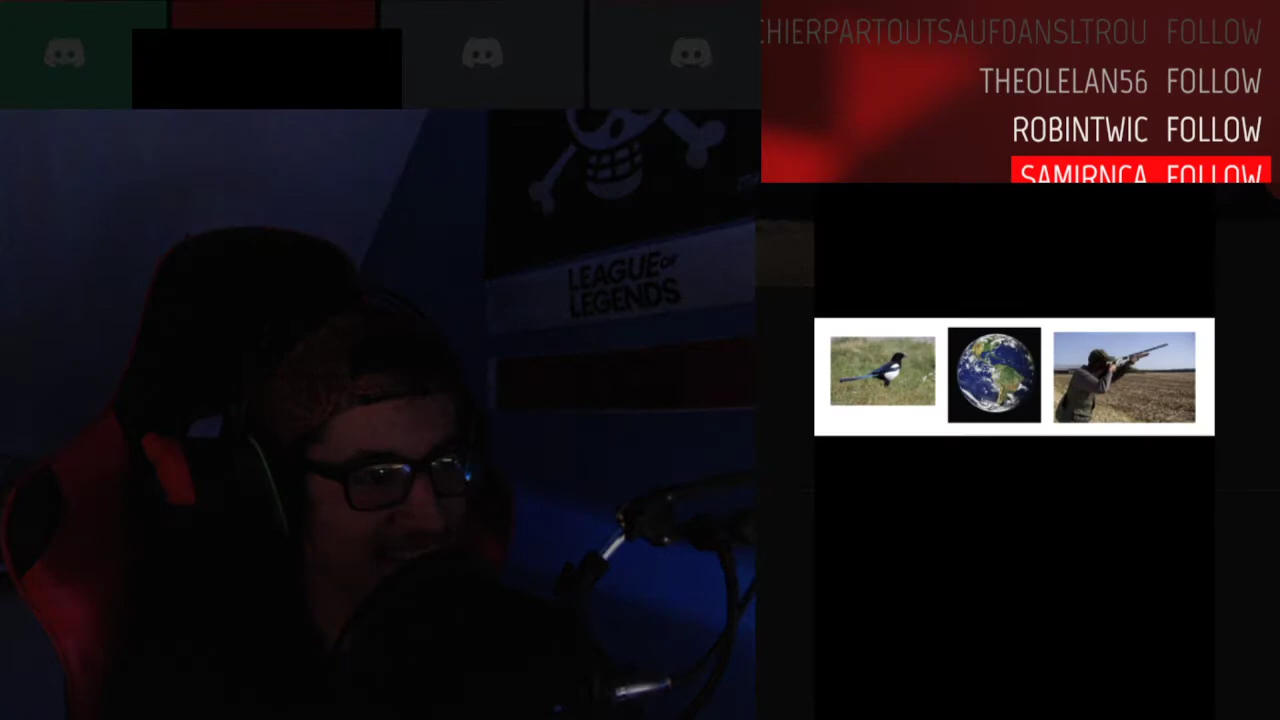 CHIERPARTOUTSAUFDANSLTROU FOLLOW
THEOLELAN56 FOLLOW
ROBINTWIC FOLLOW
SAMIRNCA FOLLOW
LEAGUE OF
LEGENDS